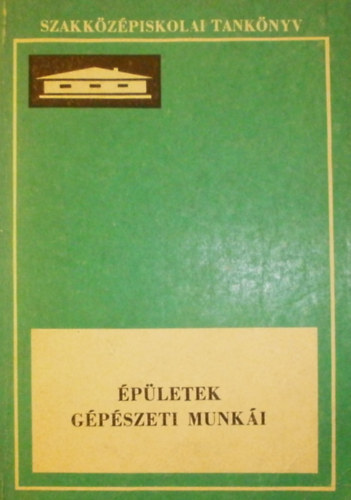 SZAKKÖZÉPISKOLAI TANKÖNYV
ÉPÜLETEK
GÉPÉSZETI MUNKÁI